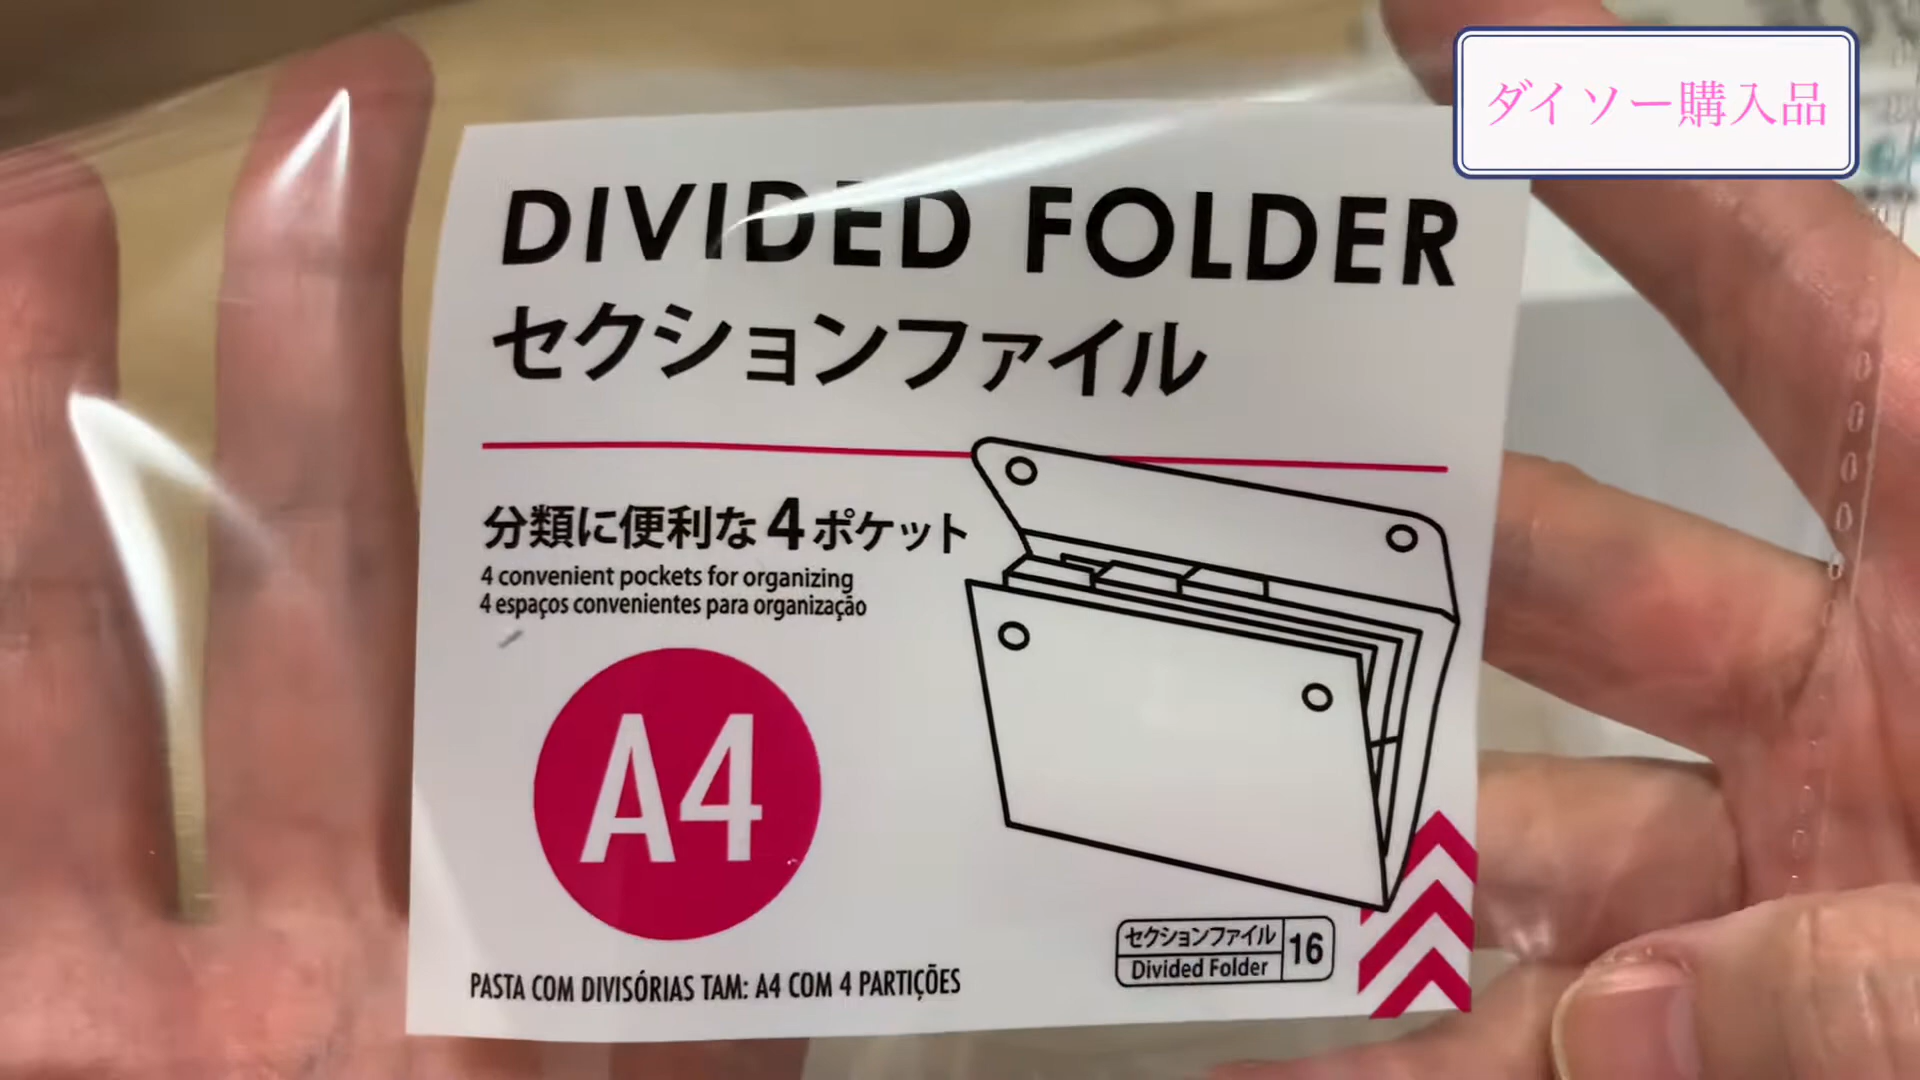 ダイソー購入品
DIVIDED FOLDER
セクションファイル
分類に便利な4ポケット
4 convenient pockets for organizing
4 espaços convenientes para organização
A4
セクションファイル
Divided Folder
16
PASTA COM DIVISÓRIAS TAM: A4 COM 4 PARTIÇÕES